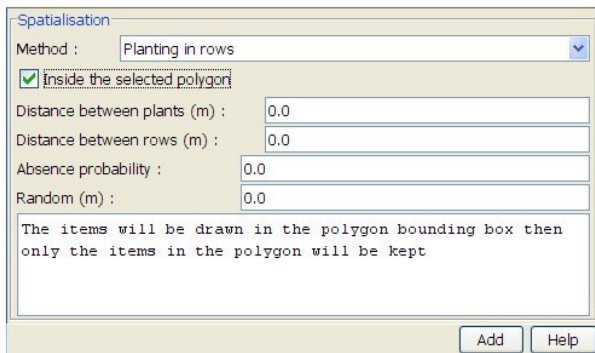 Spatialisation
Method : Planting in rows
Inside the selected polygon
Distance between plants (m) : 0.0
Distance between rows (m) : 0.0
Absence probability : 0.0
Random (m) : 0.0
The items will be drawn in the polygon bounding box then
only the items in the polygon will be kept
Add Help